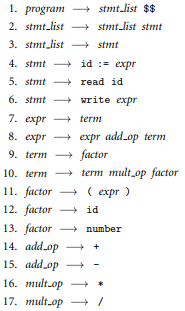 1. program ⟶ stmt_list $$
2. stmt_list ⟶ stmt_list stmt
3. stmt_list ⟶ stmt
4. stmt ⟶ id := expr
5. stmt ⟶ read id
6. stmt ⟶ write expr
7. expr ⟶ term
8. expr ⟶ expr add_op term
9. term ⟶ factor
10. term ⟶ term mult_op factor
11. factor ⟶ ( expr )
12. factor ⟶ id
13. factor ⟶ number
14. add_op ⟶ +
15. add_op ⟶ -
16. mult_op ⟶ *
17. mult_op ⟶ /